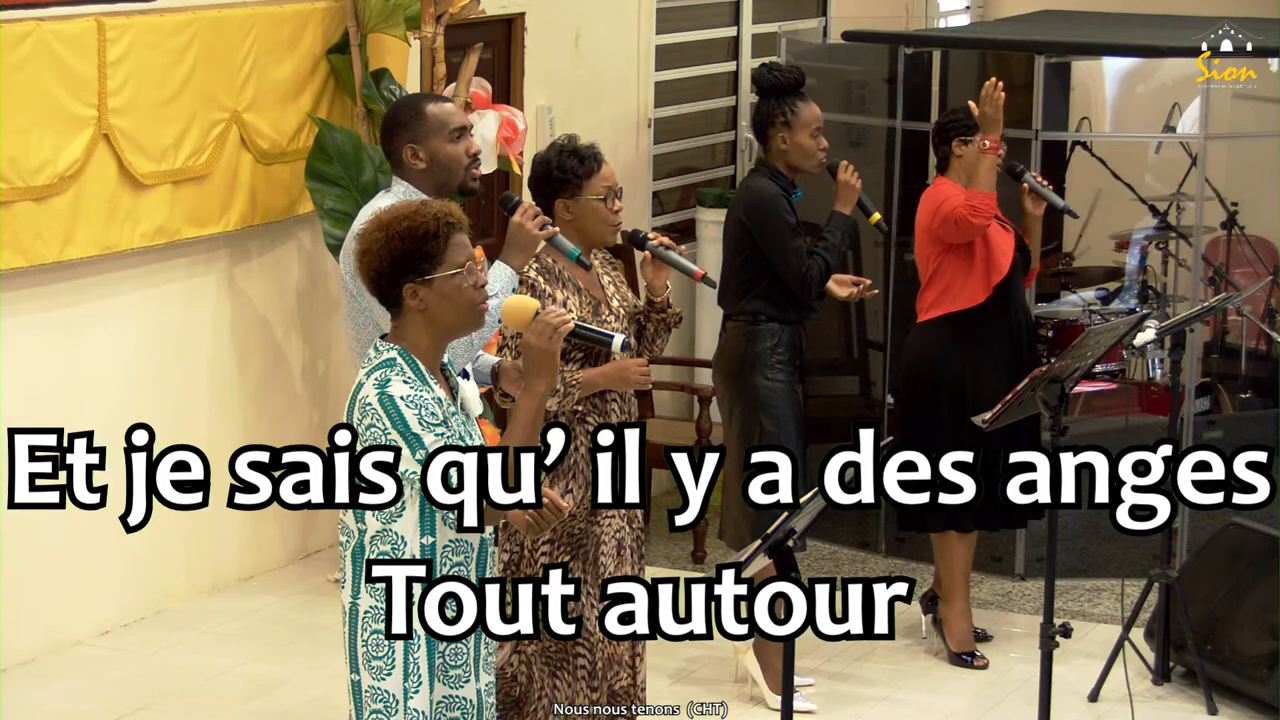 Sion
Et je sais qu’ il y a des anges
Tout autour
Nous nous tenons (CHT)